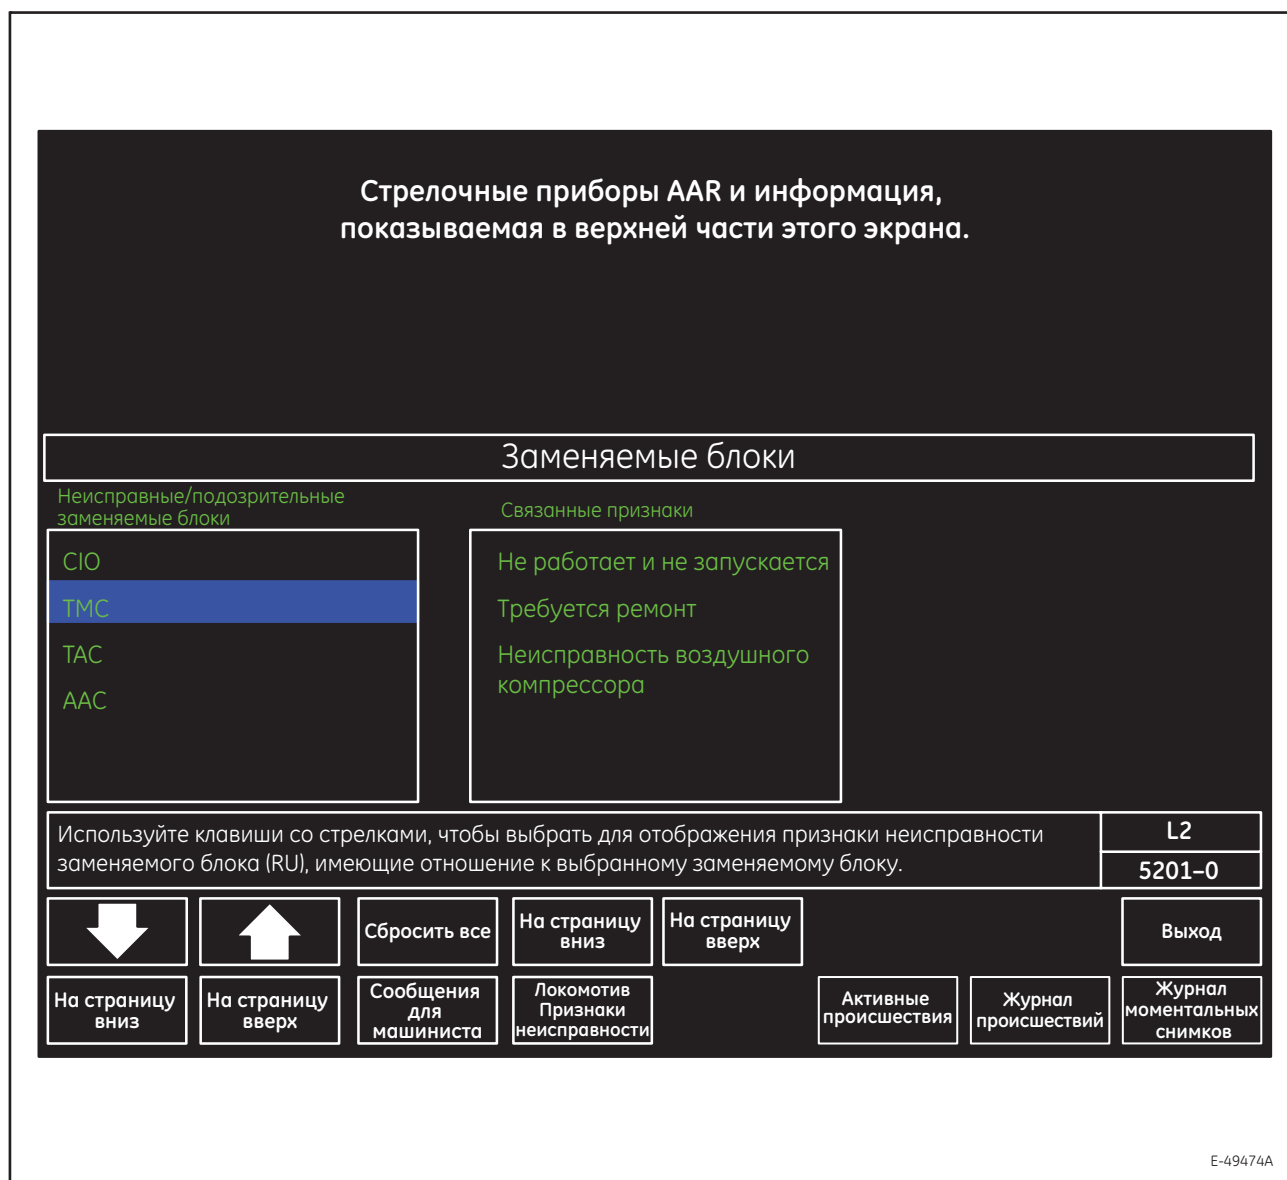 Стрелочные приборы AAR и информация,
показываемая в верхней части этого экрана.
Заменяемые блоки
Неисправные/подозрительные
заменяемые блоки
Связанные признаки
CIO
TMC
TAC
AAC
Не работает и не запускается
Требуется ремонт
Неисправность воздушного
компрессора
Используйте клавиши со стрелками, чтобы выбрать для отображения признаки неисправности
заменяемого блока (RU), имеющие отношение к выбранному заменяемому блоку.
L2
5201–0
Сбросить все
На страницу
вниз
На страницу
вверх
Выход
На страницу
вниз
На страницу
вверх
Сообщения
для
машиниста
Локомотив
Признаки
неисправности
Активные
происшествия
Журнал
происшествий
Журнал
моментальных
снимков
E-49474A